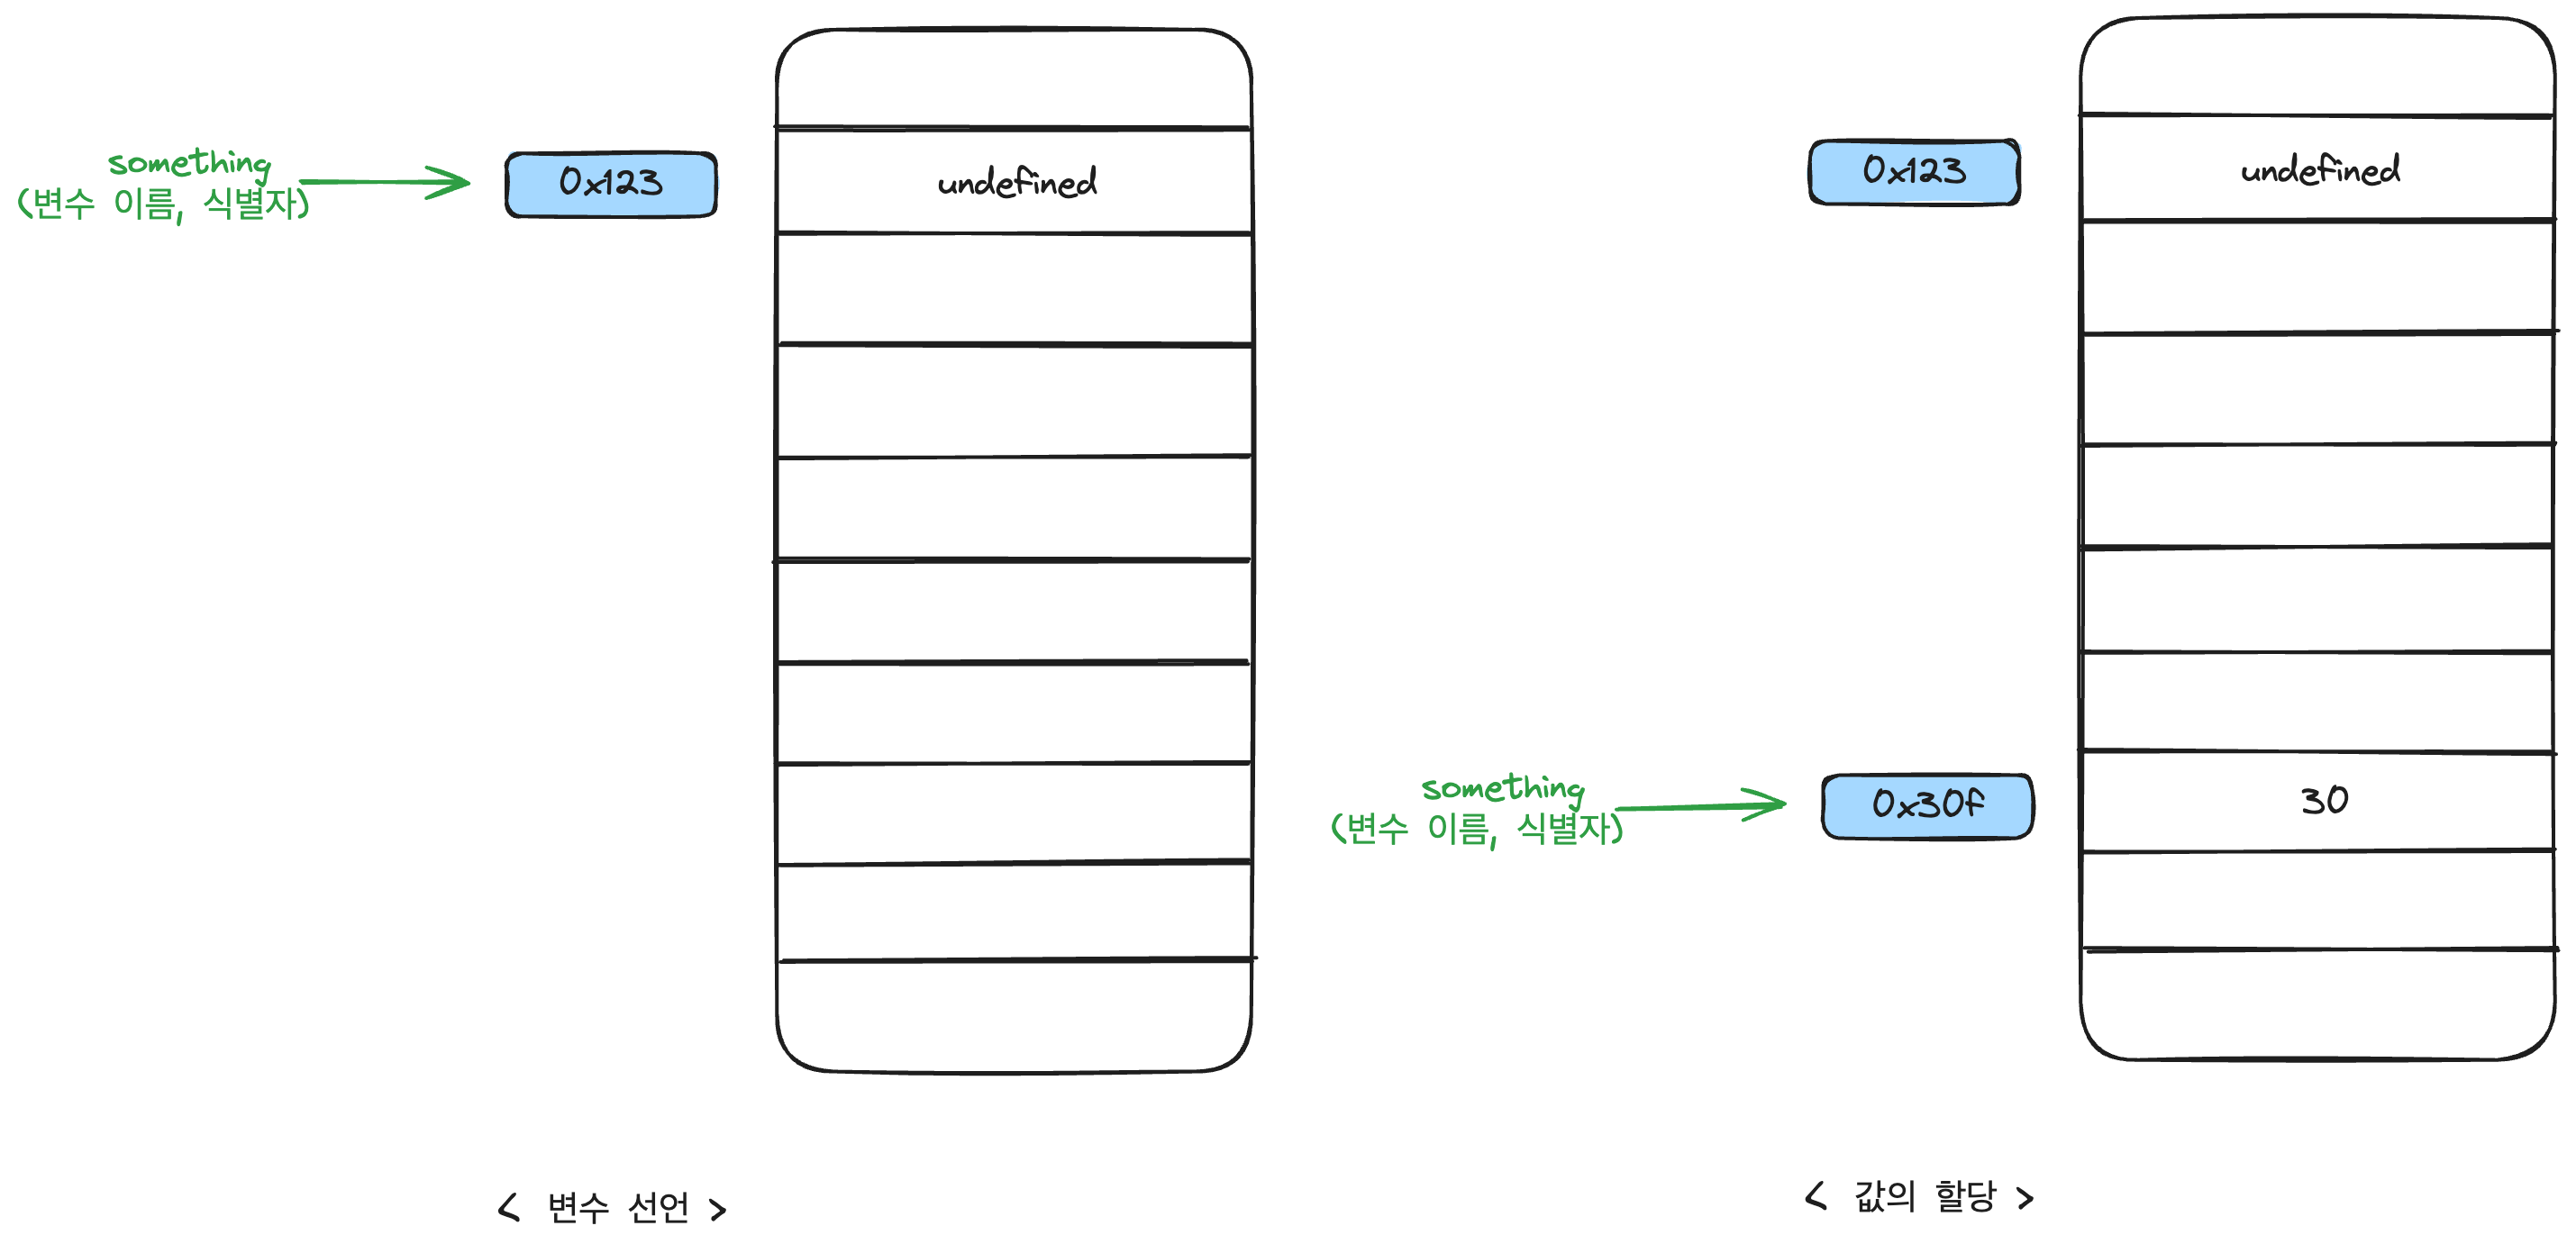 something
(변수 이름, 식별자)
0x123
undefined
< 변수 선언 >
0x123
undefined
something
(변수 이름, 식별자)
0x30f
30
< 값의 할당 >